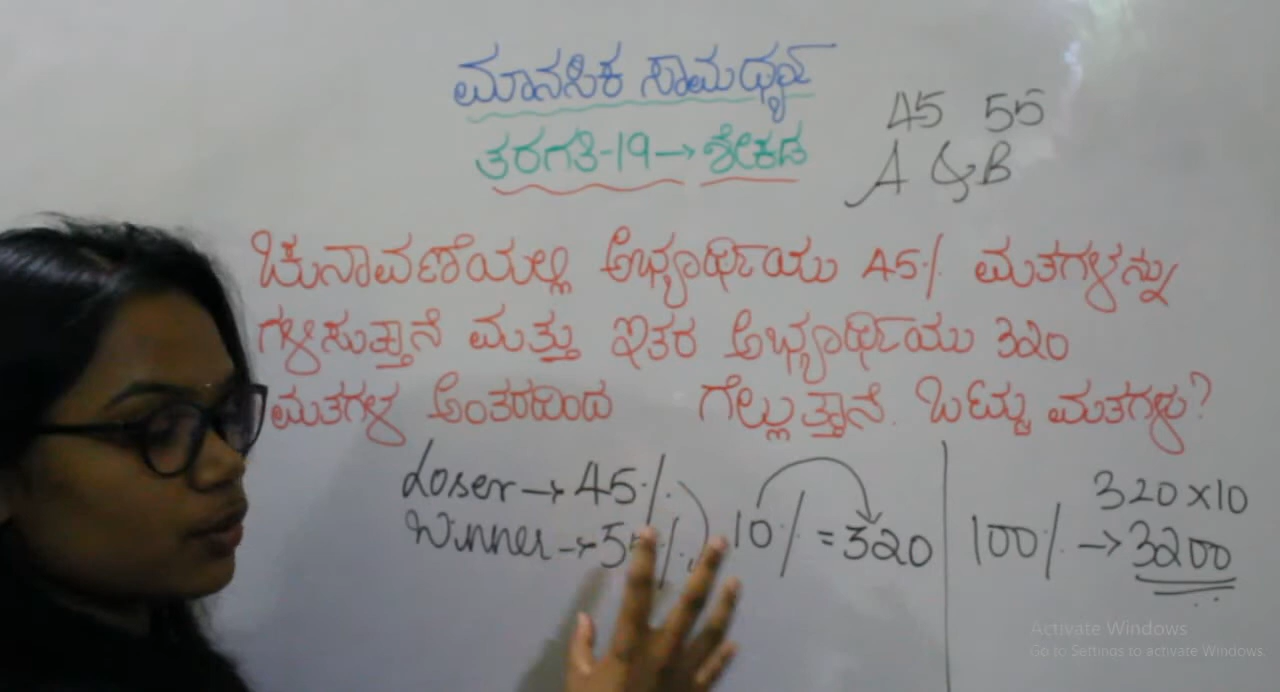 ಮಾನಸಿಕ ಸಾಮರ್ಥ್ಯ
ತರಗತಿ-19→ ಶೇಕಡ
45 55
A & B
ಚುನಾವಣೆಯಲ್ಲಿ ಅಭ್ಯರ್ಥಿಯು 45% ಮತಗಳನ್ನು
ಗಳಿಸುತ್ತಾನೆ ಮತ್ತು ಇತರ ಅಭ್ಯರ್ಥಿಯು 320
ಮತಗಳ ಅಂತರದಿಂದ ಗೆಲ್ಲುತ್ತಾನೆ. ಒಟ್ಟು ಮತಗಳು?
Loser → 45%
Winner → 55%
10% = 320
320×10
100% → 3200
Activate Windows
Go to Settings to activate Windows.